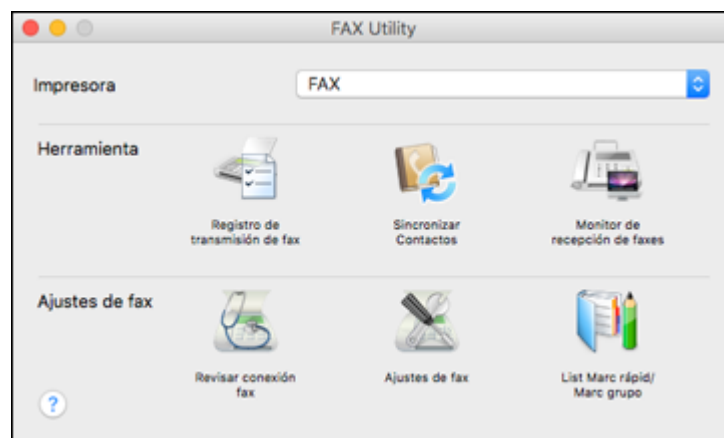 FAX Utility
Impresora
FAX
Herramienta
Registro de
transmisión de fax
Sincronizar
Contactos
Monitor de
recepción de faxes
Ajustes de fax
Revisar conexión
fax
Ajustes de fax
List Marc rápid/
Marc grupo
?